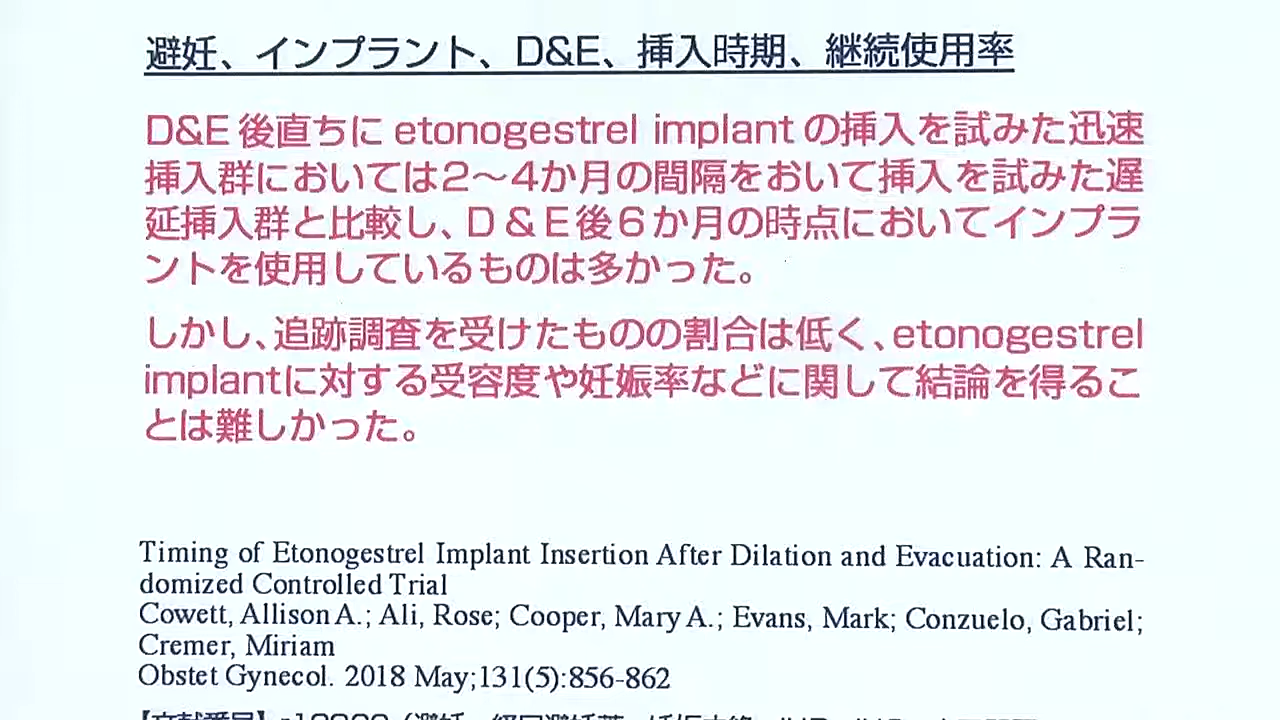 避妊、インプラント、D&E、挿入時期、継続使用率
D&E後直ちにetonogestrel implantの挿入を試みた迅速
挿入群においては2〜4か月の間隔をおいて挿入を試みた遅
延挿入群と比較し、D&E後6か月の時点においてインプラ
ントを使用しているものは多かった。
しかし、追跡調査を受けたものの割合は低く、etonogestrel
implantに対する受容度や妊娠率などに関して結論を得るこ
とは難しかった。
Timing of Etonogestrel Implant Insertion After Dilation and Evacuation: A Ran-
domized Controlled Trial
Cowett, Allison A.; Ali, Rose; Cooper, Mary A.; Evans, Mark; Conzuelo, Gabriel;
Cremer, Miriam
Obstet Gynecol. 2018 May;131(5):856-862